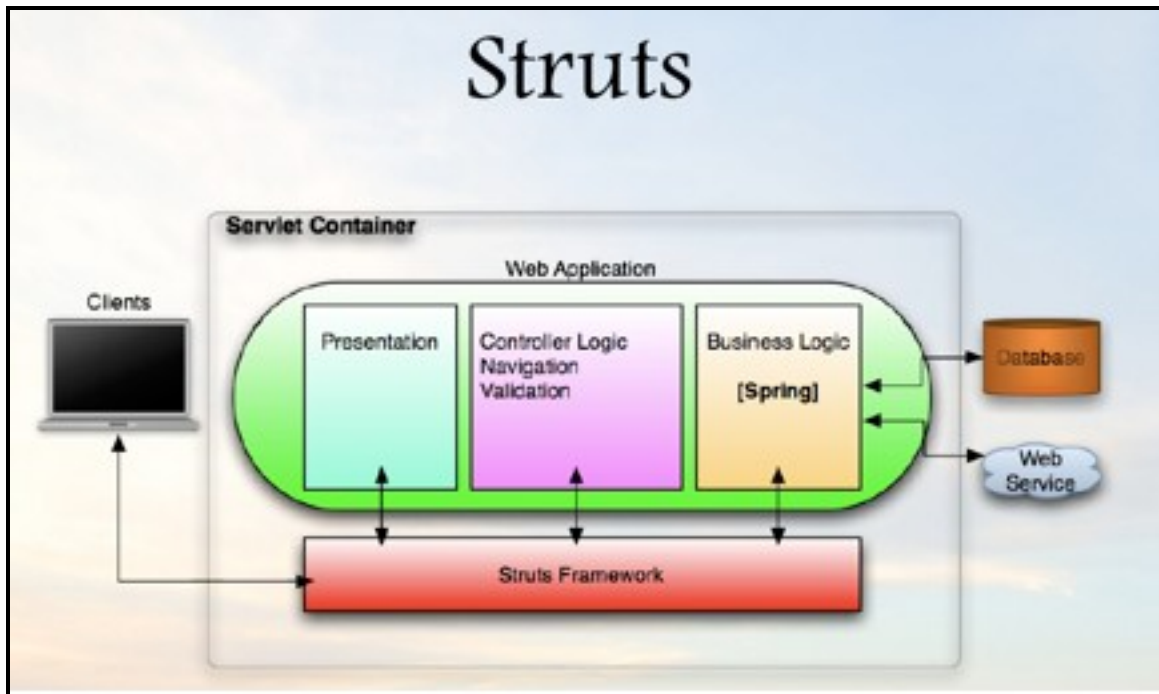 Struts
Servlet Container
Web Application
Clients
Presentation
Controller Logic
Navigation
Validation
Business Logic
[Spring]
Database
Web
Service
Struts Framework